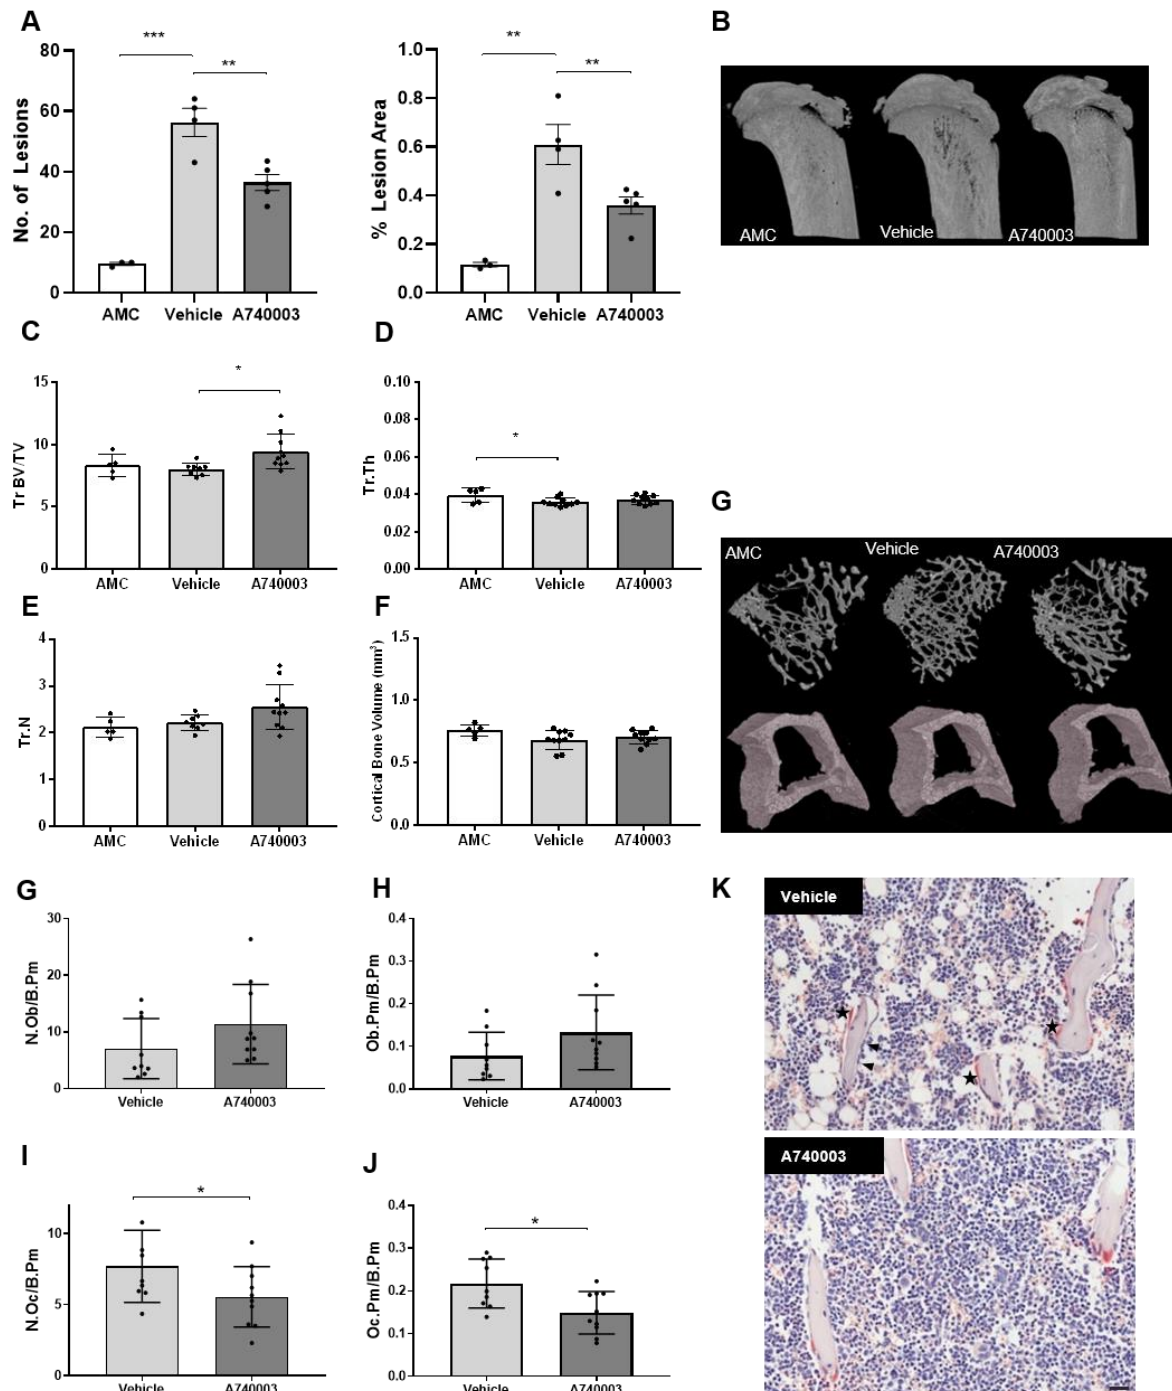 A
No. of Lesions
80
60
40
20
0
***
**
AMC Vehicle A740003
% Lesion Area
1.0
0.8
0.6
0.4
0.2
0.0
**
**
AMC Vehicle A740003
B
AMC Vehicle A740003
C
Tr BV/TV
15
10
5
0
*
AMC Vehicle A740003
D
Tr.Th
0.10
0.08
0.06
0.04
0.02
0.00
*
AMC Vehicle A740003
E
Tr.N
4
3
2
1
0
AMC Vehicle A740003
F
Cortical Bone Volume (mm³)
1.5
1.0
0.5
0.0
AMC Vehicle A740003
G
AMC Vehicle A740003
G
N.Ob/B.Pm
30
20
10
0
Vehicle A740003
H
Ob.Pm/B.Pm
0.4
0.3
0.2
0.1
0.0
Vehicle A740003
I
N.Oc/B.Pm
10
5
0
*
Vehicle A740003
J
Oc.Pm/B.Pm
0.4
0.3
0.2
0.1
0.0
*
Vehicle A740003
K
Vehicle
A740003